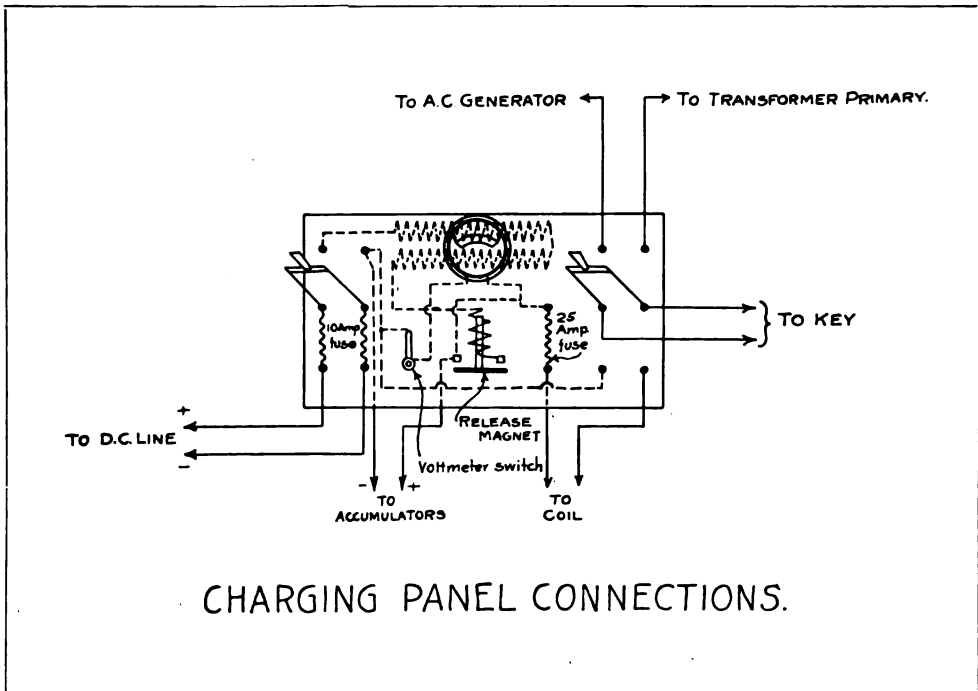 TO A.C. GENERATOR
TO TRANSFORMER PRIMARY.
10 Amp
fuse
25
Amp
fuse
TO KEY
+
TO D.C. LINE
–
RELEASE
MAGNET
Voltmeter switch
– +
TO
ACCUMULATORS
TO
COIL
CHARGING PANEL CONNECTIONS.